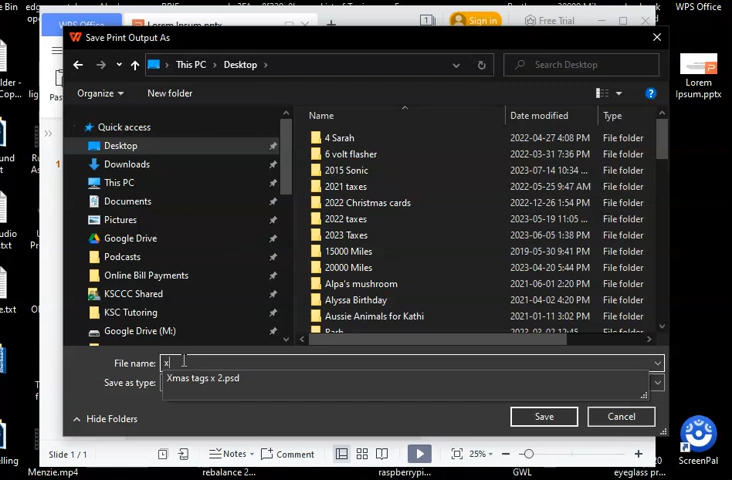 WPS Office
Lorem Ipsum.pptx
Sign in
Free Trial
WPS Office
Save Print Output As
This PC
Desktop
Search Desktop
Organize
New folder
Quick access
Desktop
Downloads
This PC
Documents
Pictures
Google Drive
Podcasts
Online Bill Payments
KSCCC Shared
KSC Tutoring
Google Drive (M:)
Name Date modified Type
4 Sarah 2022-04-27 4:08 PM File folder
6 volt flasher 2022-03-31 7:36 PM File folder
2015 Sonic 2023-07-14 10:34 ... File folder
2021 taxes 2022-05-25 9:47 AM File folder
2022 Christmas cards 2022-12-26 1:54 PM File folder
2022 taxes 2023-05-19 11:05 ... File folder
2023 Taxes 2023-06-05 1:38 PM File folder
15000 Miles 2019-05-30 9:41 PM File folder
20000 Miles 2023-04-20 5:44 PM File folder
Alpa's mushroom 2021-06-01 2:20 PM File folder
Alyssa Birthday 2021-04-02 4:20 PM File folder
Aussie Animals for Kathi 2021-01-11 3:02 PM File folder
File name: x
Xmas tags x 2.psd
Save as type:
Hide Folders
Save
Cancel
Slide 1 / 1
Notes
Comment
25%
Menzie.mp4
rebalance 2...
raspberrypi...
GWL
eyeglass pr...
Lorem
Ipsum.pptx
ScreenPal